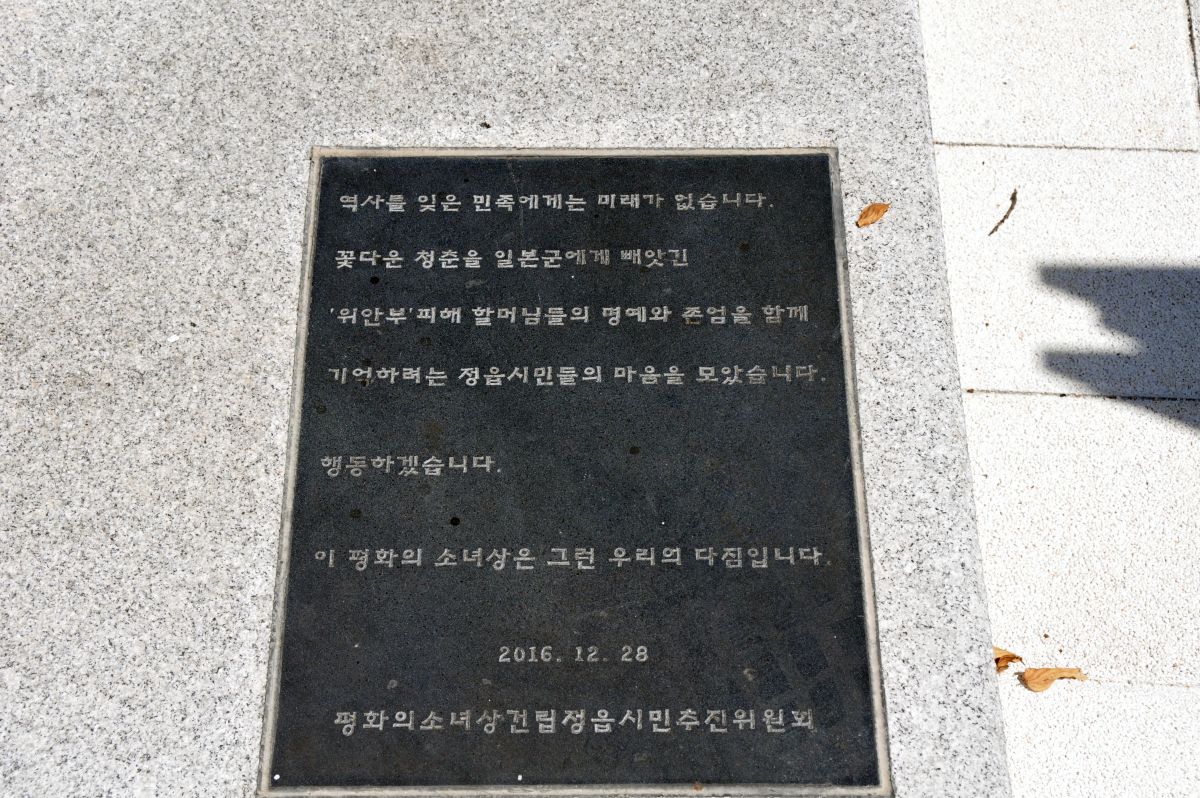 역사를 잊은 민족에게는 미래가 없습니다.
꽃다운 청춘을 일본군에게 빼앗긴
'위안부'피해 할머님들의 명예와 존엄을 함께
기억하려는 정읍시민들의 마음을 모았습니다.
행동하겠습니다.
이 평화의 소녀상은 그런 우리의 다짐입니다.
2016. 12. 28
평화의소녀상건립정읍시민추진위원회